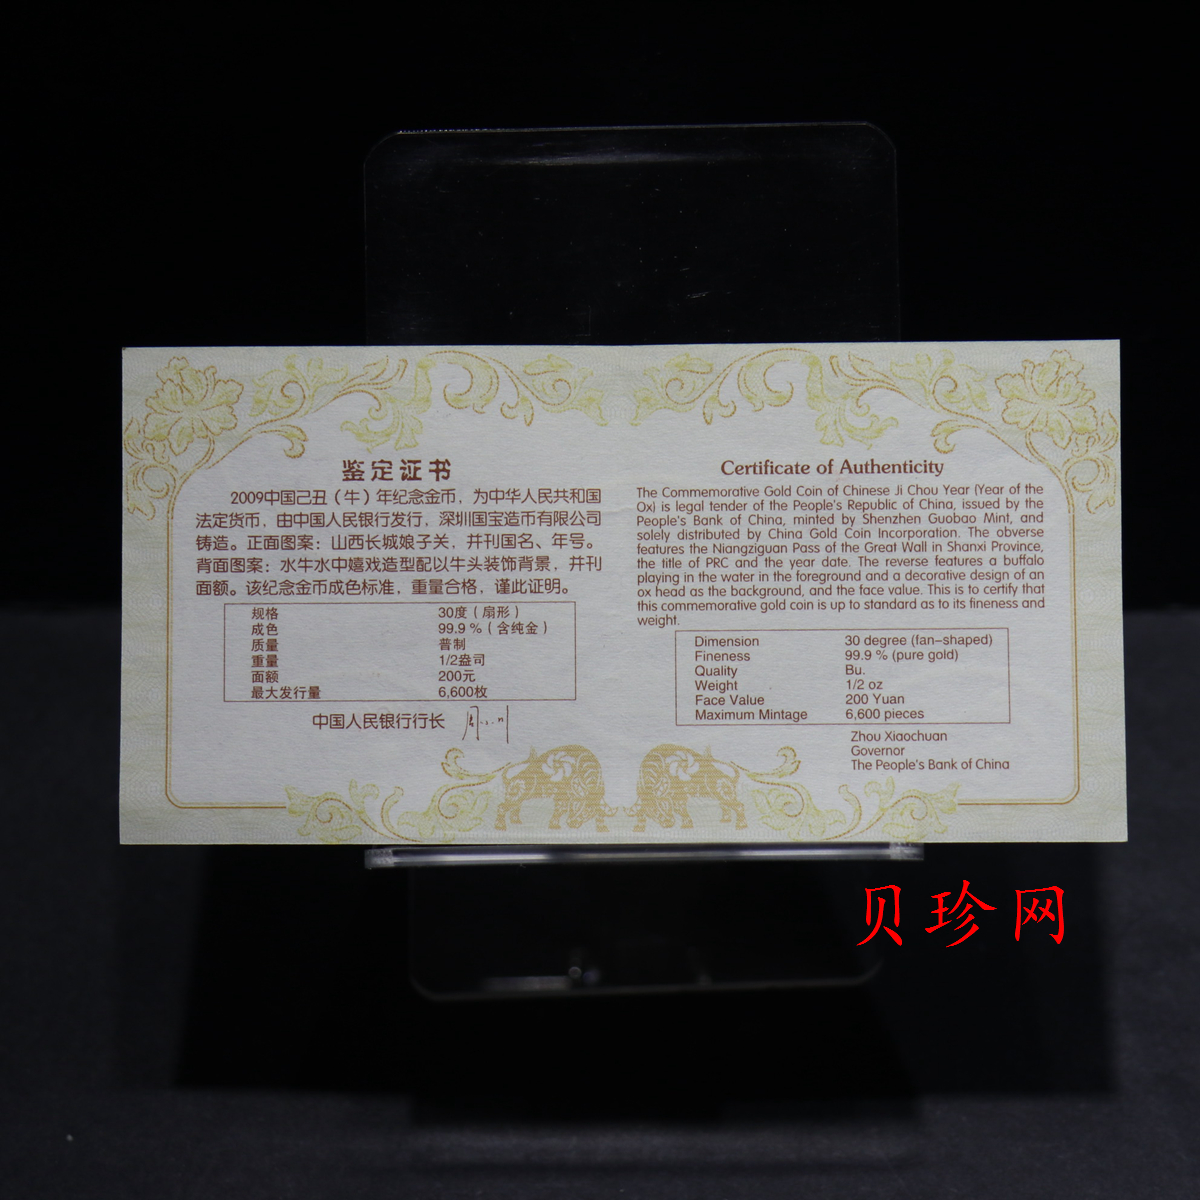 鉴定证书
2009中国己丑（牛）年纪念金币，为中华人民共和国
法定货币，由中国人民银行发行，深圳国宝造币有限公司
铸造。正面图案：山西长城娘子关，并刊国名、年号。
背面图案：水牛水中嬉戏造型配以牛头装饰背景，并刊
面额。该纪念金币成色标准，重量合格，谨此证明。
规格 30度（扇形）
成色 99.9 %（含纯金）
质量 普制
重量 1/2盎司
面额 200元
最大发行量 6,600枚
中国人民银行行长
Certificate of Authenticity
The Commemorative Gold Coin of Chinese Ji Chou Year (Year of the
Ox) is legal tender of the People's Republic of China, issued by the
People's Bank of China, minted by Shenzhen Guobao Mint, and
solely distributed by China Gold Coin Incorporation. The obverse
features the Niangziguan Pass of the Great Wall in Shanxi Province,
the title of PRC and the year date. The reverse features a buffalo
playing in the water in the foreground and a decorative design of an
ox head as the background, and the face value. This is to certify that
this commemorative gold coin is up to standard as to its fineness and
weight.
Dimension 30 degree (fan-shaped)
Fineness 99.9 % (pure gold)
Quality Bu.
Weight 1/2 oz
Face Value 200 Yuan
Maximum Mintage 6,600 pieces
Zhou Xiaochuan
Governor
The People's Bank of China
贝珍网